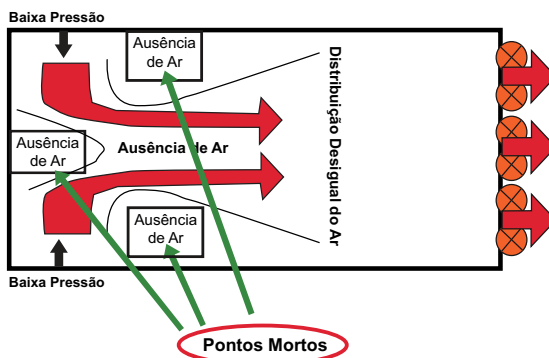 Baixa Pressão
Ausência
de Ar
Distribuição Desigual do Ar
Ausência
de Ar
Ausência de Ar
Ausência
de Ar
Baixa Pressão
Pontos Mortos